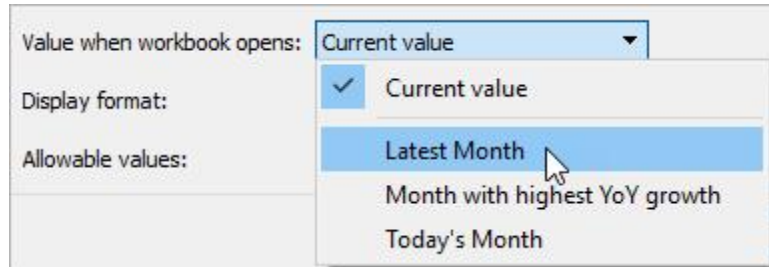 Value when workbook opens: Current value
Current value
Display format:
Latest Month
Allowable values:
Month with highest YoY growth
Today's Month